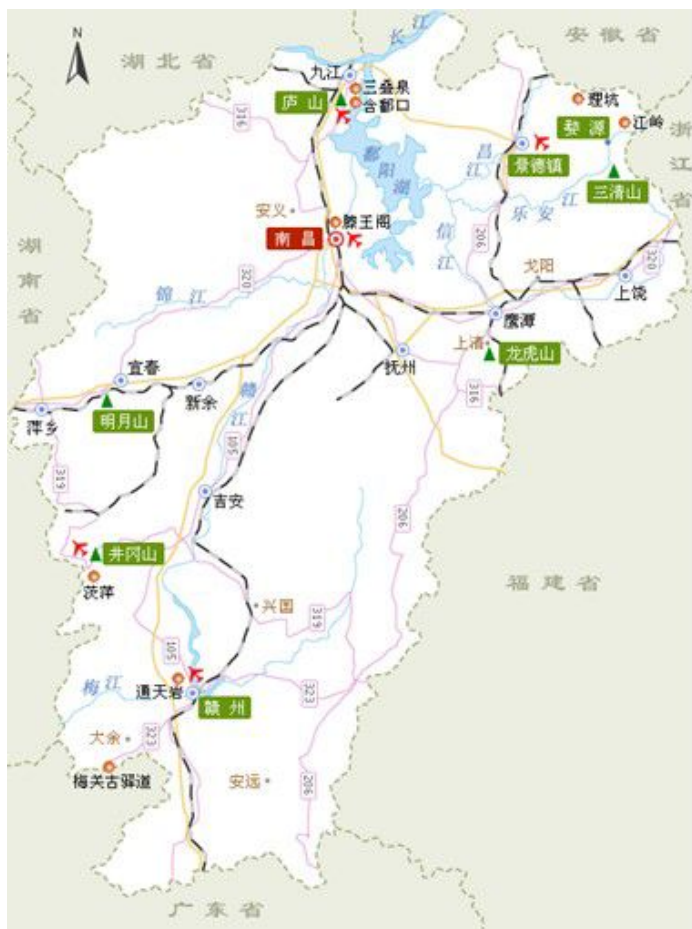 N
湖北省
长江
安徽省
九江
三叠泉
庐山
含鄱口
理坑
316
鄱阳湖
昌江
景德镇
婺源
江岭
浙江省
三清山
安义
滕王阁
南昌
信江
乐安江
206
湖南省
320
锦江
戈阳
320
上饶
鹰潭
上清
龙虎山
宜春
抚州
316
新余
赣江
明月山
萍乡
105
319
吉安
206
井冈山
茨萍
福建省
兴国
319
105
梅江
通天岩
赣州
323
大余
323
梅关古驿道
安远
206
广东省